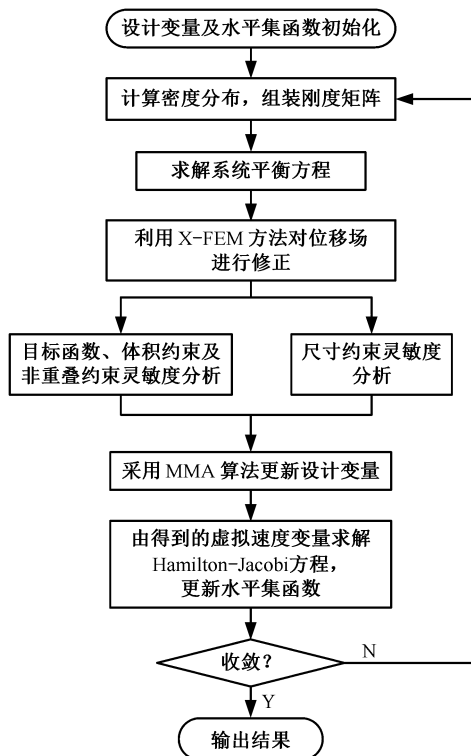 设计变量及水平集函数初始化
计算密度分布，组装刚度矩阵
求解系统平衡方程
利用 X-FEM 方法对位移场
进行修正
目标函数、体积约束及
非重叠约束灵敏度分析
尺寸约束灵敏度
分析
采用 MMA 算法更新设计变量
由得到的虚拟速度变量求解
Hamilton-Jacobi方程，
更新水平集函数
收敛？
N
Y
输出结果